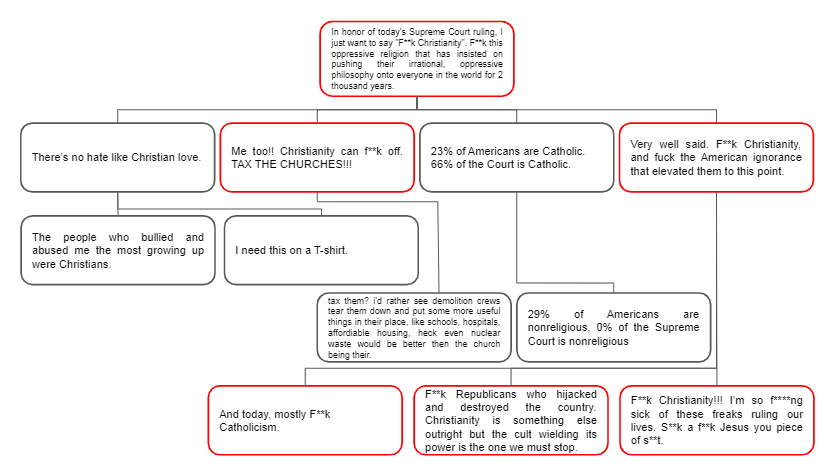 In honor of today's Supreme Court ruling, I
just want to say "F**k Christianity". F**k this
oppressive religion that has insisted on
pushing their irrational, oppressive
philosophy onto everyone in the world for 2
thousand years.
There's no hate like Christian love.
Me too!! Christianity can f**k off.
TAX THE CHURCHES!!!
23% of Americans are Catholic.
66% of the Court is Catholic.
Very well said. F**k Christianity,
and fuck the American ignorance
that elevated them to this point.
The people who bullied and
abused me the most growing up
were Christians.
I need this on a T-shirt.
tax them? i'd rather see demolition crews
tear them down and put some more useful
things in their place, like schools, hospitals,
affordable housing, heck even nuclear
waste would be better then the church
being their.
29% of Americans are
nonreligious, 0% of the Supreme
Court is nonreligious
And today, mostly F**k
Catholicism.
F**k Republicans who hijacked
and destroyed the country.
Christianity is something else
outright but the cult wielding its
power is the one we must stop.
F**k Christianity!!! I'm so f****ng
sick of these freaks ruling our
lives. S**k a f**k Jesus you piece
of s**t.